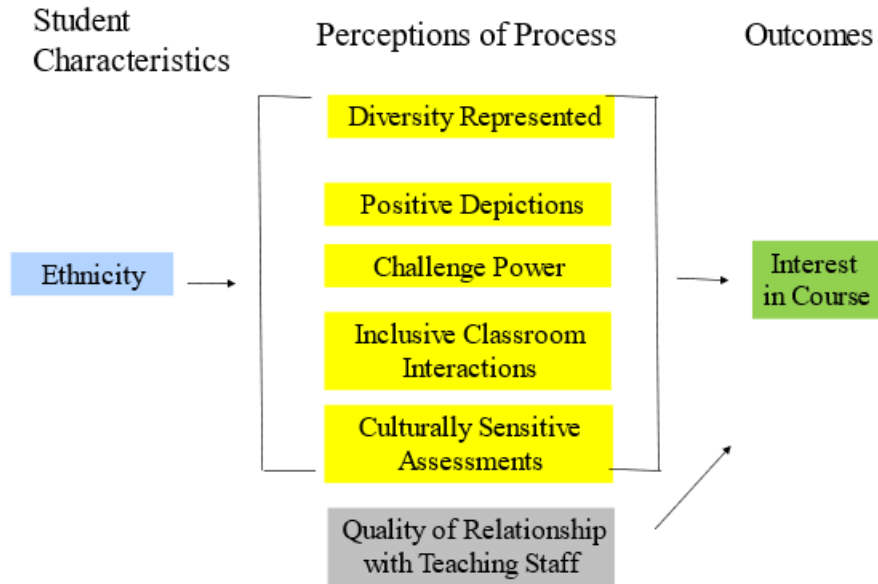 Student
Characteristics
Perceptions of Process
Outcomes
Diversity Represented
Positive Depictions
Challenge Power
Ethnicity
Interest
in Course
Inclusive Classroom
Interactions
Culturally Sensitive
Assessments
Quality of Relationship
with Teaching Staff